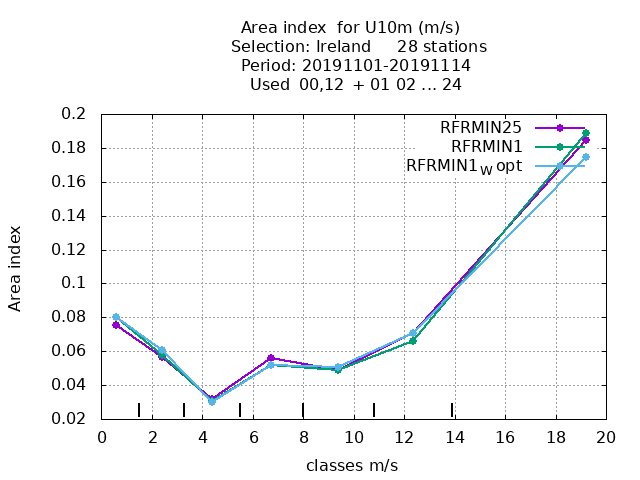 Area index  for U10m (m/s)
Selection: Ireland     28 stations
Period: 20191101-20191114
Used  00,12  + 01 02 ... 24
RFRMIN25
RFRMIN1
RFRMIN1W opt
0.2
0.18
0.16
0.14
0.12
0.1
0.08
0.06
0.04
0.02
Area index
0 2 4 6 8 10 12 14 16 18 20
classes m/s